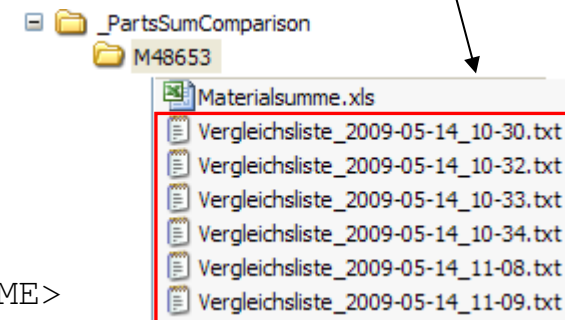 _PartsSumComparison
M48653
Materialsumme.xls
Vergleichsliste_2009-05-14_10-30.txt
Vergleichsliste_2009-05-14_10-32.txt
Vergleichsliste_2009-05-14_10-33.txt
Vergleichsliste_2009-05-14_10-34.txt
Vergleichsliste_2009-05-14_11-08.txt
ME>
Vergleichsliste_2009-05-14_11-09.txt